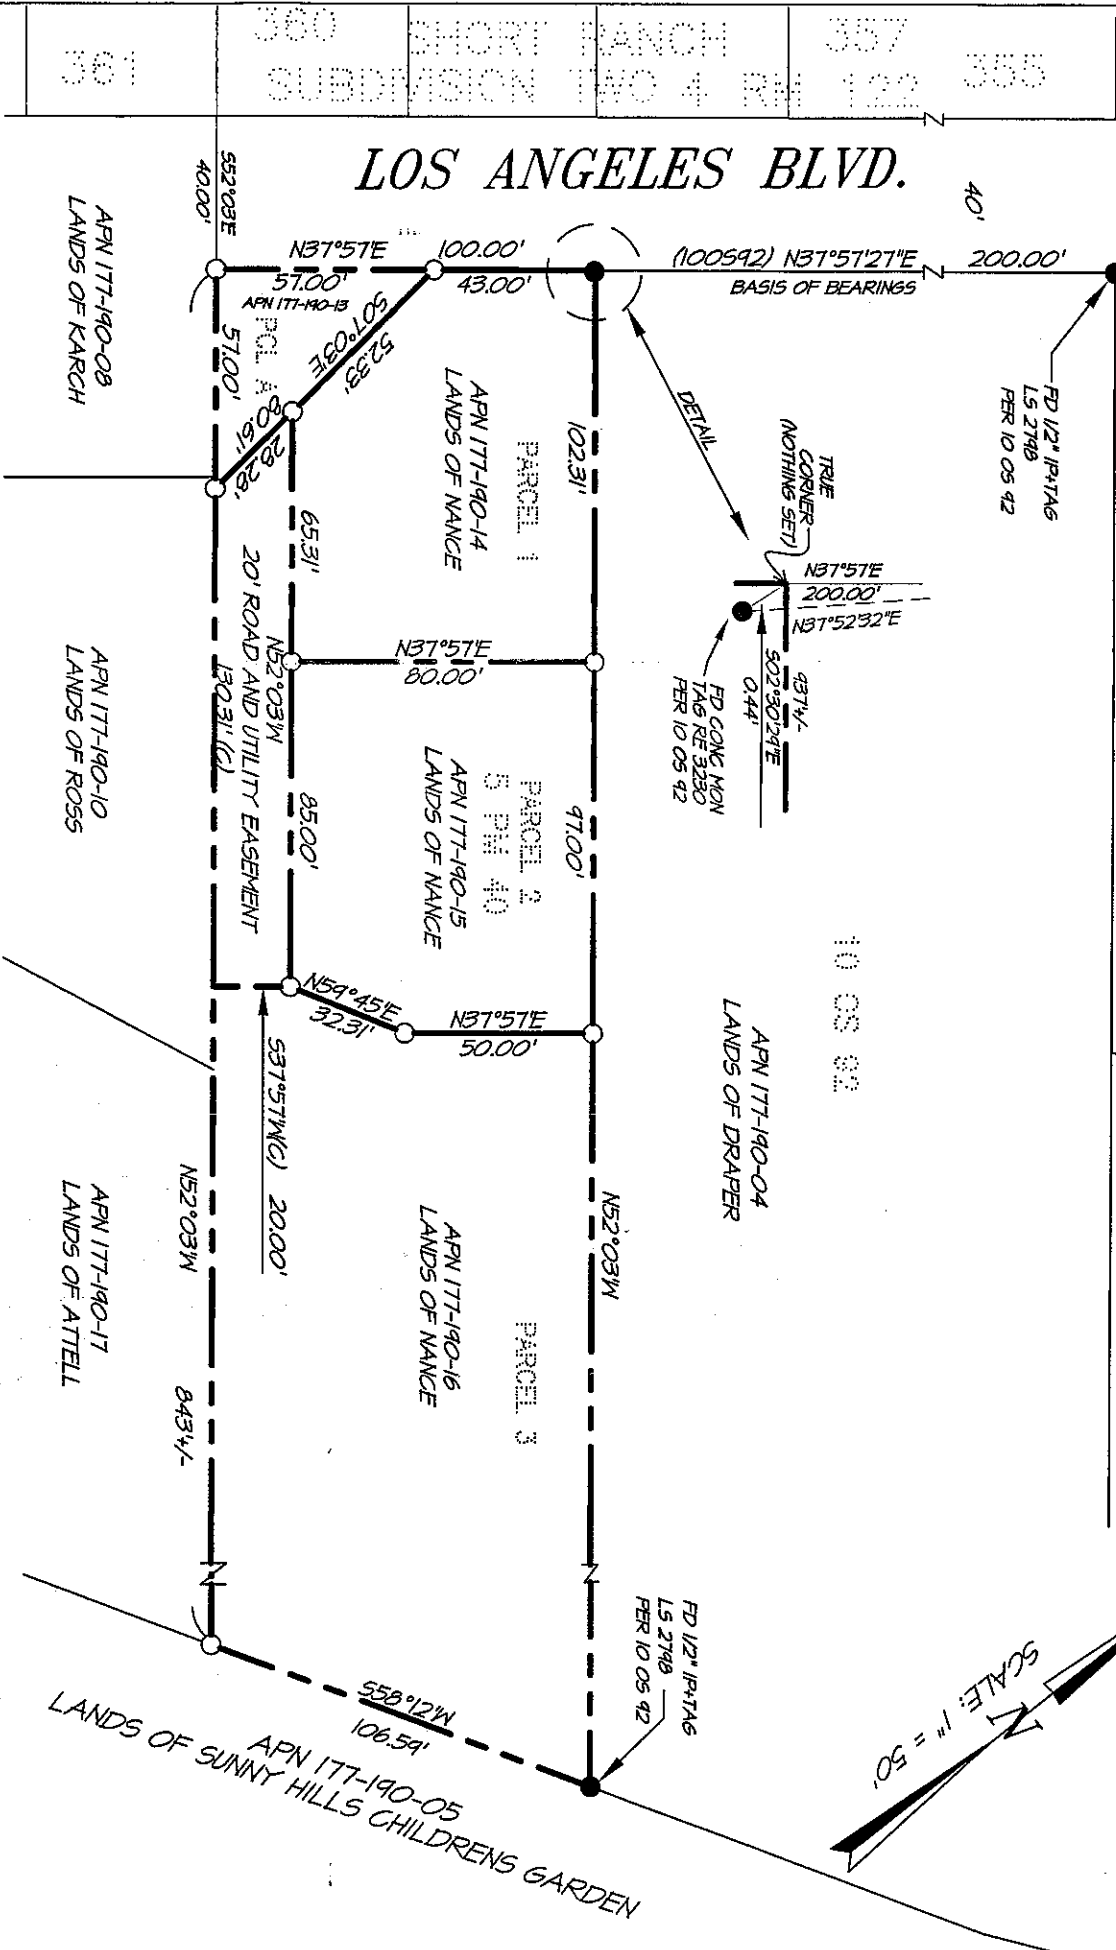 360 SHORT RANCH 357
361 SUBDIVISION TWO 4 RM 122 355
LOS ANGELES BLVD.
40'
S52°03'E
40.00'
N37°57'E
57.00'
APN 177-190-13
100.00'
43.00'
(100S92) N37°57'27"E
BASIS OF BEARINGS
200.00'
FD 1/2" IP+TAG
LS 2798
PER 10 OS 92
APN 177-190-08
LANDS OF KARCH
57.00'
PCL A
S07°03'E
52.33'
80.61'
28.28'
APN 177-190-14
LANDS OF NANCE
PARCEL 1
102.31'
DETAIL
TRUE
CORNER
(NOTHING SET)
N37°57'E
200.00'
N37°52'32"E
937'+/-
S02°30'29"E
0.44'
FD CONC MON
TAG RE 3230
PER 10 OS 92
65.31'
N52°03'W
20' ROAD AND UTILITY EASEMENT
130.31' (C)
N37°57'E
80.00'
APN 177-190-10
LANDS OF ROSS
85.00'
APN 177-190-15
LANDS OF NANCE
PARCEL 2
5 PM 40
97.00'
10 OS 92
APN 177-190-04
LANDS OF DRAPER
N59°45'E
32.31'
N37°57'E
50.00'
S37°57'W(C) 20.00'
N52°03'W
APN 177-190-17
LANDS OF ATTELL
N52°03'W
843'+/-
APN 177-190-16
LANDS OF NANCE
PARCEL 3
FD 1/2" IP+TAG
LS 2798
PER 10 OS 92
N
SCALE: 1" = 50'
S58°12'W
106.59'
APN 177-190-05
LANDS OF SUNNY HILLS CHILDRENS GARDEN